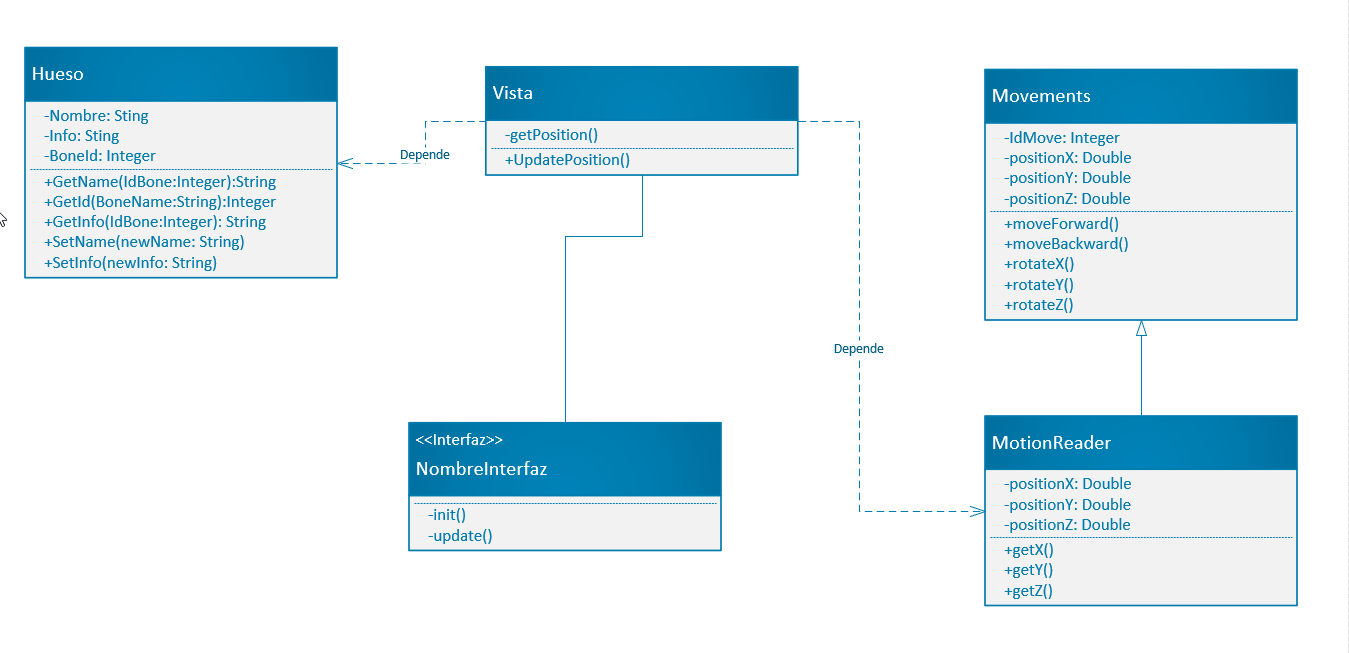 Hueso
-Nombre: Sting
-Info: Sting
-BoneId: Integer
+GetName(IdBone:Integer):String
+GetId(BoneName:String):Integer
+GetInfo(IdBone:Integer): String
+SetName(newName: String)
+SetInfo(newInfo: String)
Depende
Vista
-getPosition()
+UpdatePosition()
Depende
<<Interfaz>>
NombreInterfaz
-init()
-update()
Movements
-IdMove: Integer
-positionX: Double
-positionY: Double
-positionZ: Double
+moveForward()
+moveBackward()
+rotateX()
+rotateY()
+rotateZ()
MotionReader
-positionX: Double
-positionY: Double
-positionZ: Double
+getX()
+getY()
+getZ()